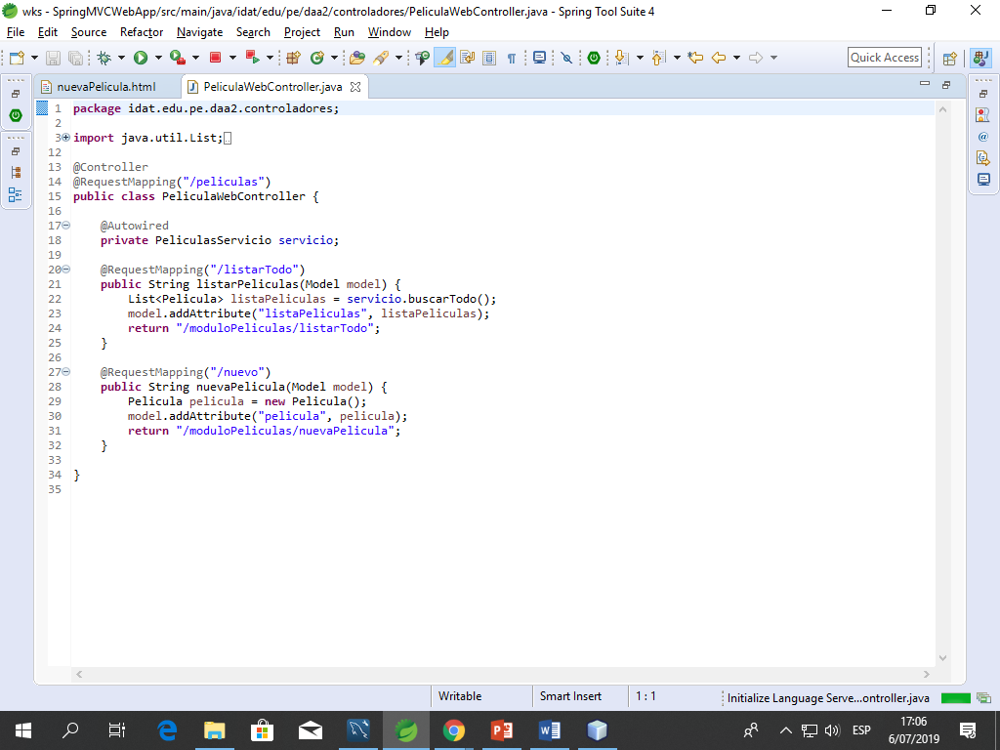 wks - SpringMVCWebApp/src/main/java/idat/edu/pe/daa2/controladores/PeliculaWebController.java - Spring Tool Suite 4
File Edit Source Refactor Navigate Search Project Run Window Help
Quick Access
nuevaPelicula.html PeliculaWebController.java
1 package idat.edu.pe.daa2.controladores;
2
3 import java.util.List;
12
13 @Controller
14 @RequestMapping("/peliculas")
15 public class PeliculaWebController {
16
17 @Autowired
18 private PeliculasServicio servicio;
19
20 @RequestMapping("/listarTodo")
21 public String listarPeliculas(Model model) {
22 List<Pelicula> listaPeliculas = servicio.buscarTodo();
23 model.addAttribute("listaPeliculas", listaPeliculas);
24 return "/moduloPeliculas/listarTodo";
25 }
26
27 @RequestMapping("/nuevo")
28 public String nuevaPelicula(Model model) {
29 Pelicula pelicula = new Pelicula();
30 model.addAttribute("pelicula", pelicula);
31 return "/moduloPeliculas/nuevaPelicula";
32 }
33
34 }
35
Writable Smart Insert 1 : 1 Initialize Language Serve...ontroller.java
ESP 17:06
6/07/2019